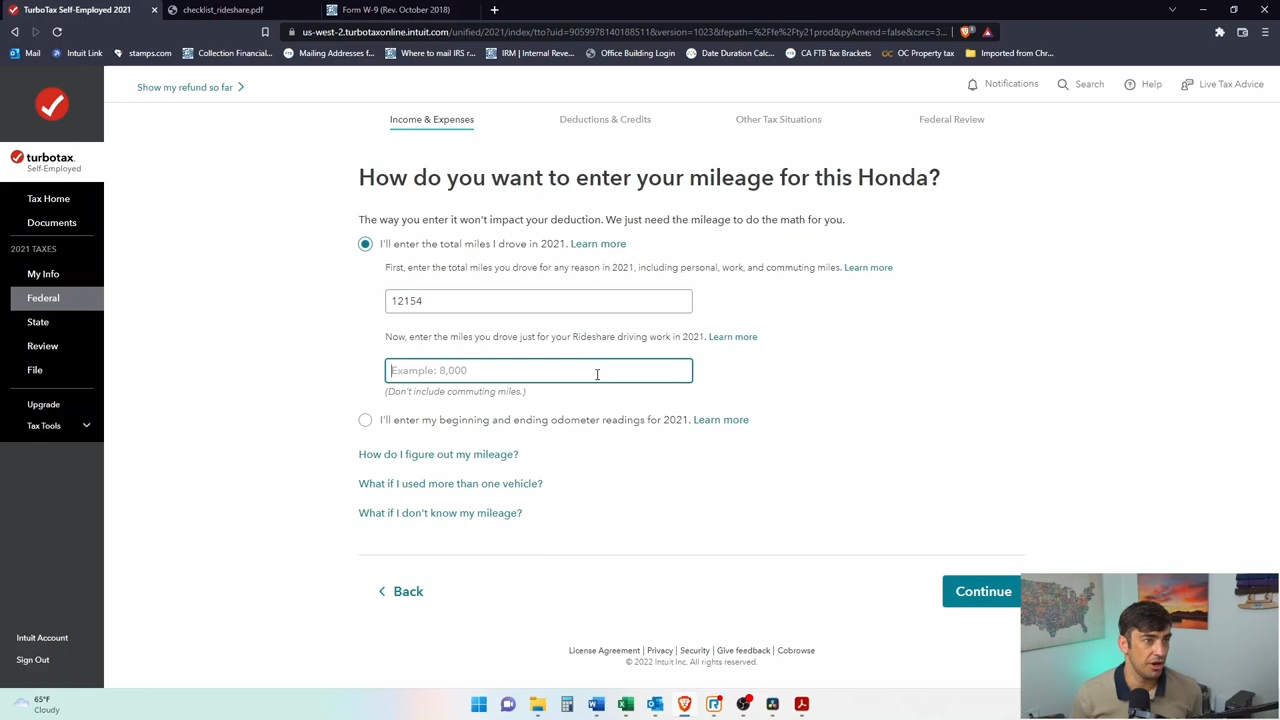 TurboTax Self-Employed 2021
checklist_rideshare.pdf
Form W-9 (Rev. October 2018)
us-west-2.turbotaxonline.intuit.com/unified/2021/index/tto?uid=9059978140188511&version=1023&fepath=%2Ffe%2Fty21prod&pyAmend=false&csrc=3...
Mail
Intuit Link
stamps.com
Collection Financial...
Mailing Addresses f...
Where to mail IRS r...
IRM | Internal Reve...
Office Building Login
Date Duration Calc...
CA FTB Tax Brackets
OC Property tax
Imported from Chr...
Show my refund so far
Notifications
Search
Help
Live Tax Advice
Income & Expenses
Deductions & Credits
Other Tax Situations
Federal Review
turbotax
Self-Employed
Tax Home
Documents
2021 TAXES
My Info
Federal
State
Review
File
Upgrade
Tax Tools
Intuit Account
Sign Out
How do you want to enter your mileage for this Honda?
The way you enter it won't impact your deduction. We just need the mileage to do the math for you.
I'll enter the total miles I drove in 2021. Learn more
First, enter the total miles you drove for any reason in 2021, including personal, work, and commuting miles. Learn more
12154
Now, enter the miles you drove just for your Rideshare driving work in 2021. Learn more
Example: 8,000
(Don't include commuting miles.)
I'll enter my beginning and ending odometer readings for 2021. Learn more
How do I figure out my mileage?
What if I used more than one vehicle?
What if I don't know my mileage?
Back
Continue
License Agreement | Privacy | Security | Give feedback | Cobrowse
© 2022 Intuit Inc. All rights reserved.
65°F
Cloudy